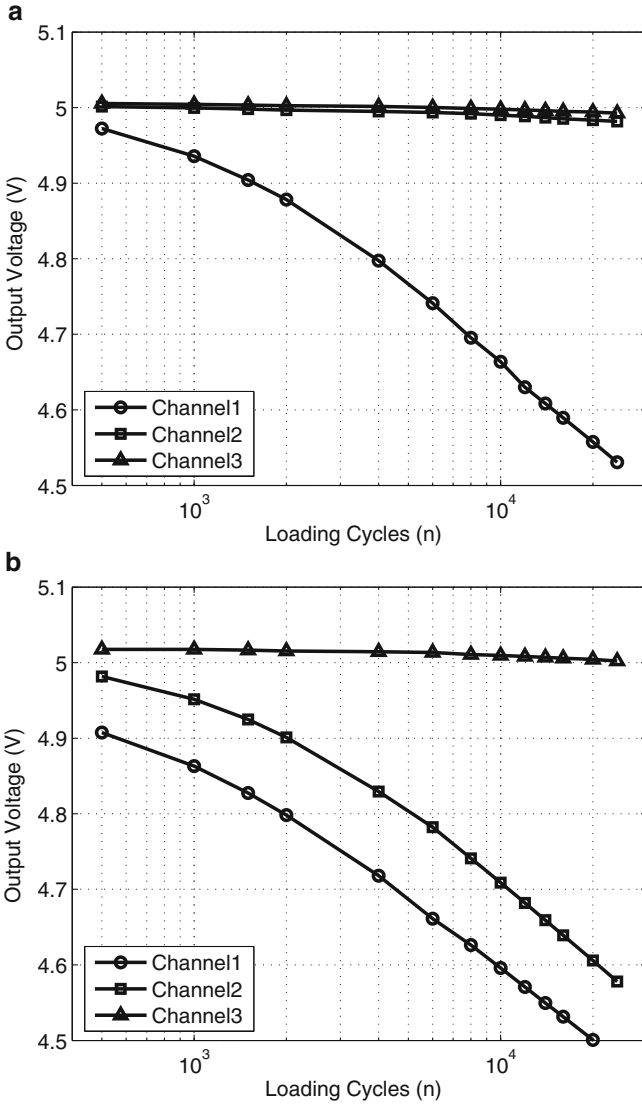 a
5.1
5
4.9
4.8
4.7
4.6
4.5
Output Voltage (V)
Channel1
Channel2
Channel3
10³
10⁴
Loading Cycles (n)
b
5.1
5
4.9
4.8
4.7
4.6
4.5
Output Voltage (V)
Channel1
Channel2
Channel3
10³
10⁴
Loading Cycles (n)